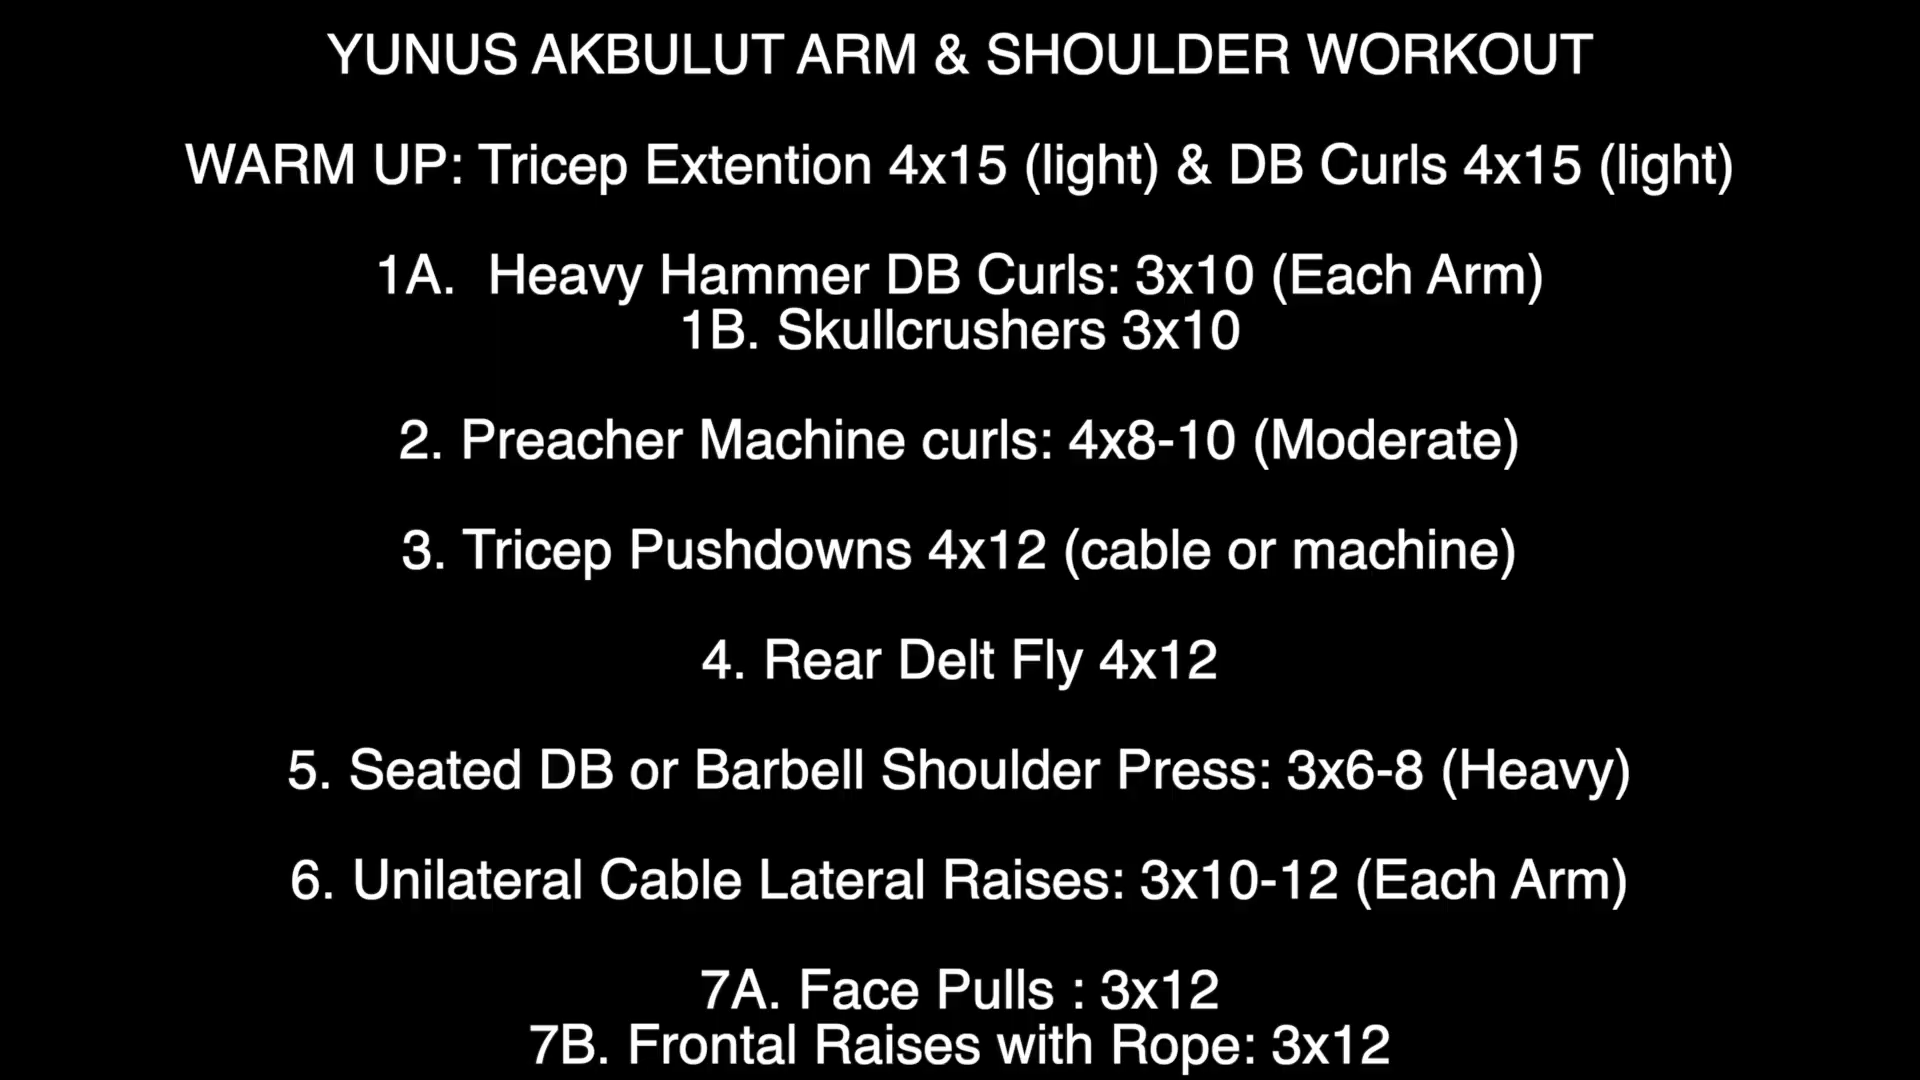 YUNUS AKBULUT ARM & SHOULDER WORKOUT
WARM UP: Tricep Extention 4x15 (light) & DB Curls 4x15 (light)
1A. Heavy Hammer DB Curls: 3x10 (Each Arm)
1B. Skullcrushers 3x10
2. Preacher Machine curls: 4x8-10 (Moderate)
3. Tricep Pushdowns 4x12 (cable or machine)
4. Rear Delt Fly 4x12
5. Seated DB or Barbell Shoulder Press: 3x6-8 (Heavy)
6. Unilateral Cable Lateral Raises: 3x10-12 (Each Arm)
7A. Face Pulls : 3x12
7B. Frontal Raises with Rope: 3x12